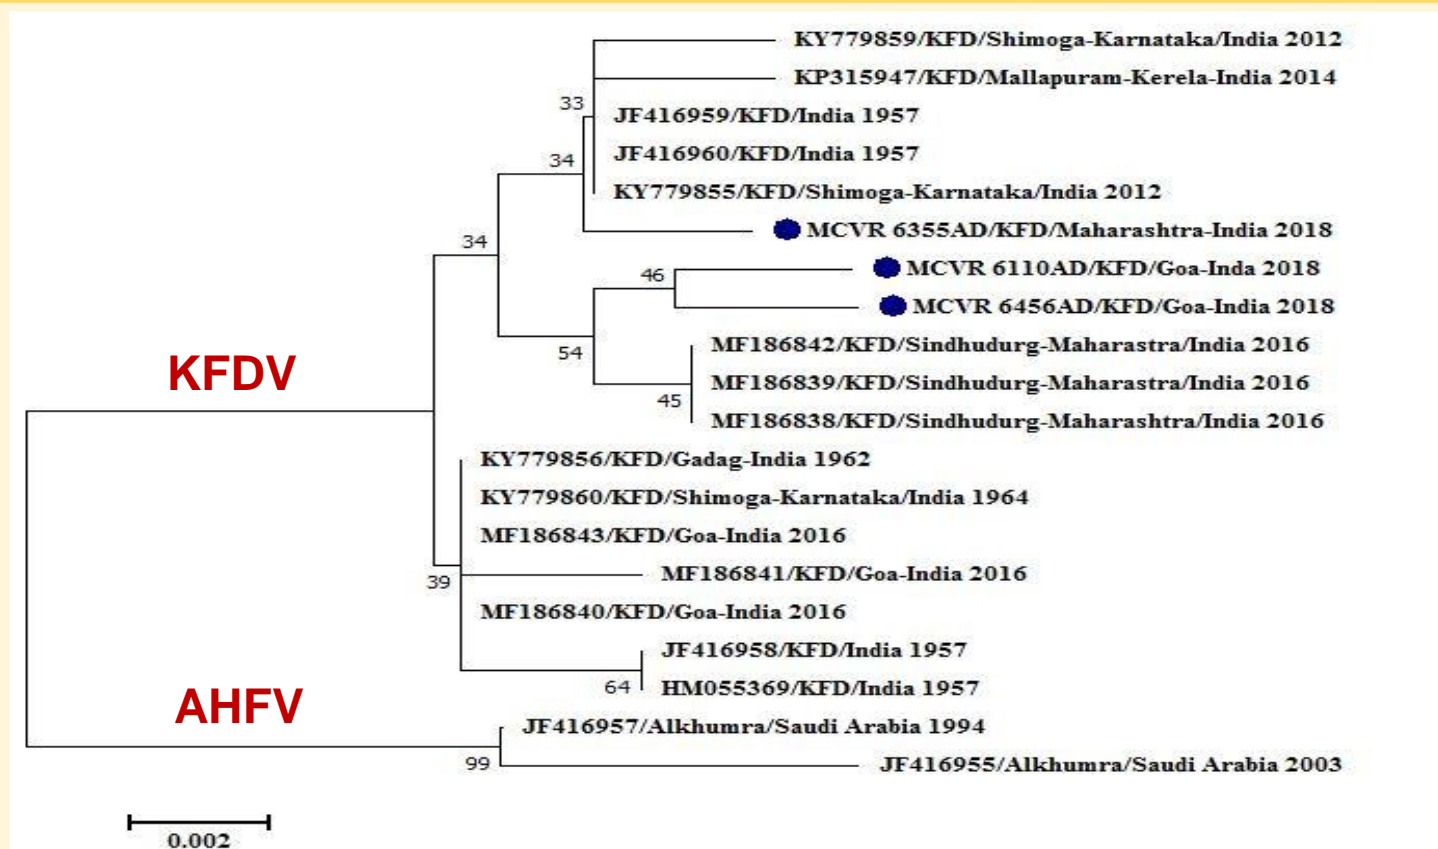 KY779859/KFD/Shimoga-Karnataka/India 2012
KP315947/KFD/Mallapuram-Kerela-India 2014
33
JF416959/KFD/India 1957
34
JF416960/KFD/India 1957
KY779855/KFD/Shimoga-Karnataka/India 2012
MCVR 6355AD/KFD/Maharashtra-India 2018
34
46
MCVR 6110AD/KFD/Goa-Inda 2018
MCVR 6456AD/KFD/Goa-India 2018
54
MF186842/KFD/Sindhudurg-Maharastra/India 2016
KFDV
MF186839/KFD/Sindhudurg-Maharastra/India 2016
45
MF186838/KFD/Sindhudurg-Maharashtra/India 2016
KY779856/KFD/Gadag-India 1962
KY779860/KFD/Shimoga-Karnataka/India 1964
MF186843/KFD/Goa-India 2016
39
MF186841/KFD/Goa-India 2016
MF186840/KFD/Goa-India 2016
JF416958/KFD/India 1957
64
HM055369/KFD/India 1957
AHFV
JF416957/Alkhumra/Saudi Arabia 1994
99
JF416955/Alkhumra/Saudi Arabia 2003
0.002